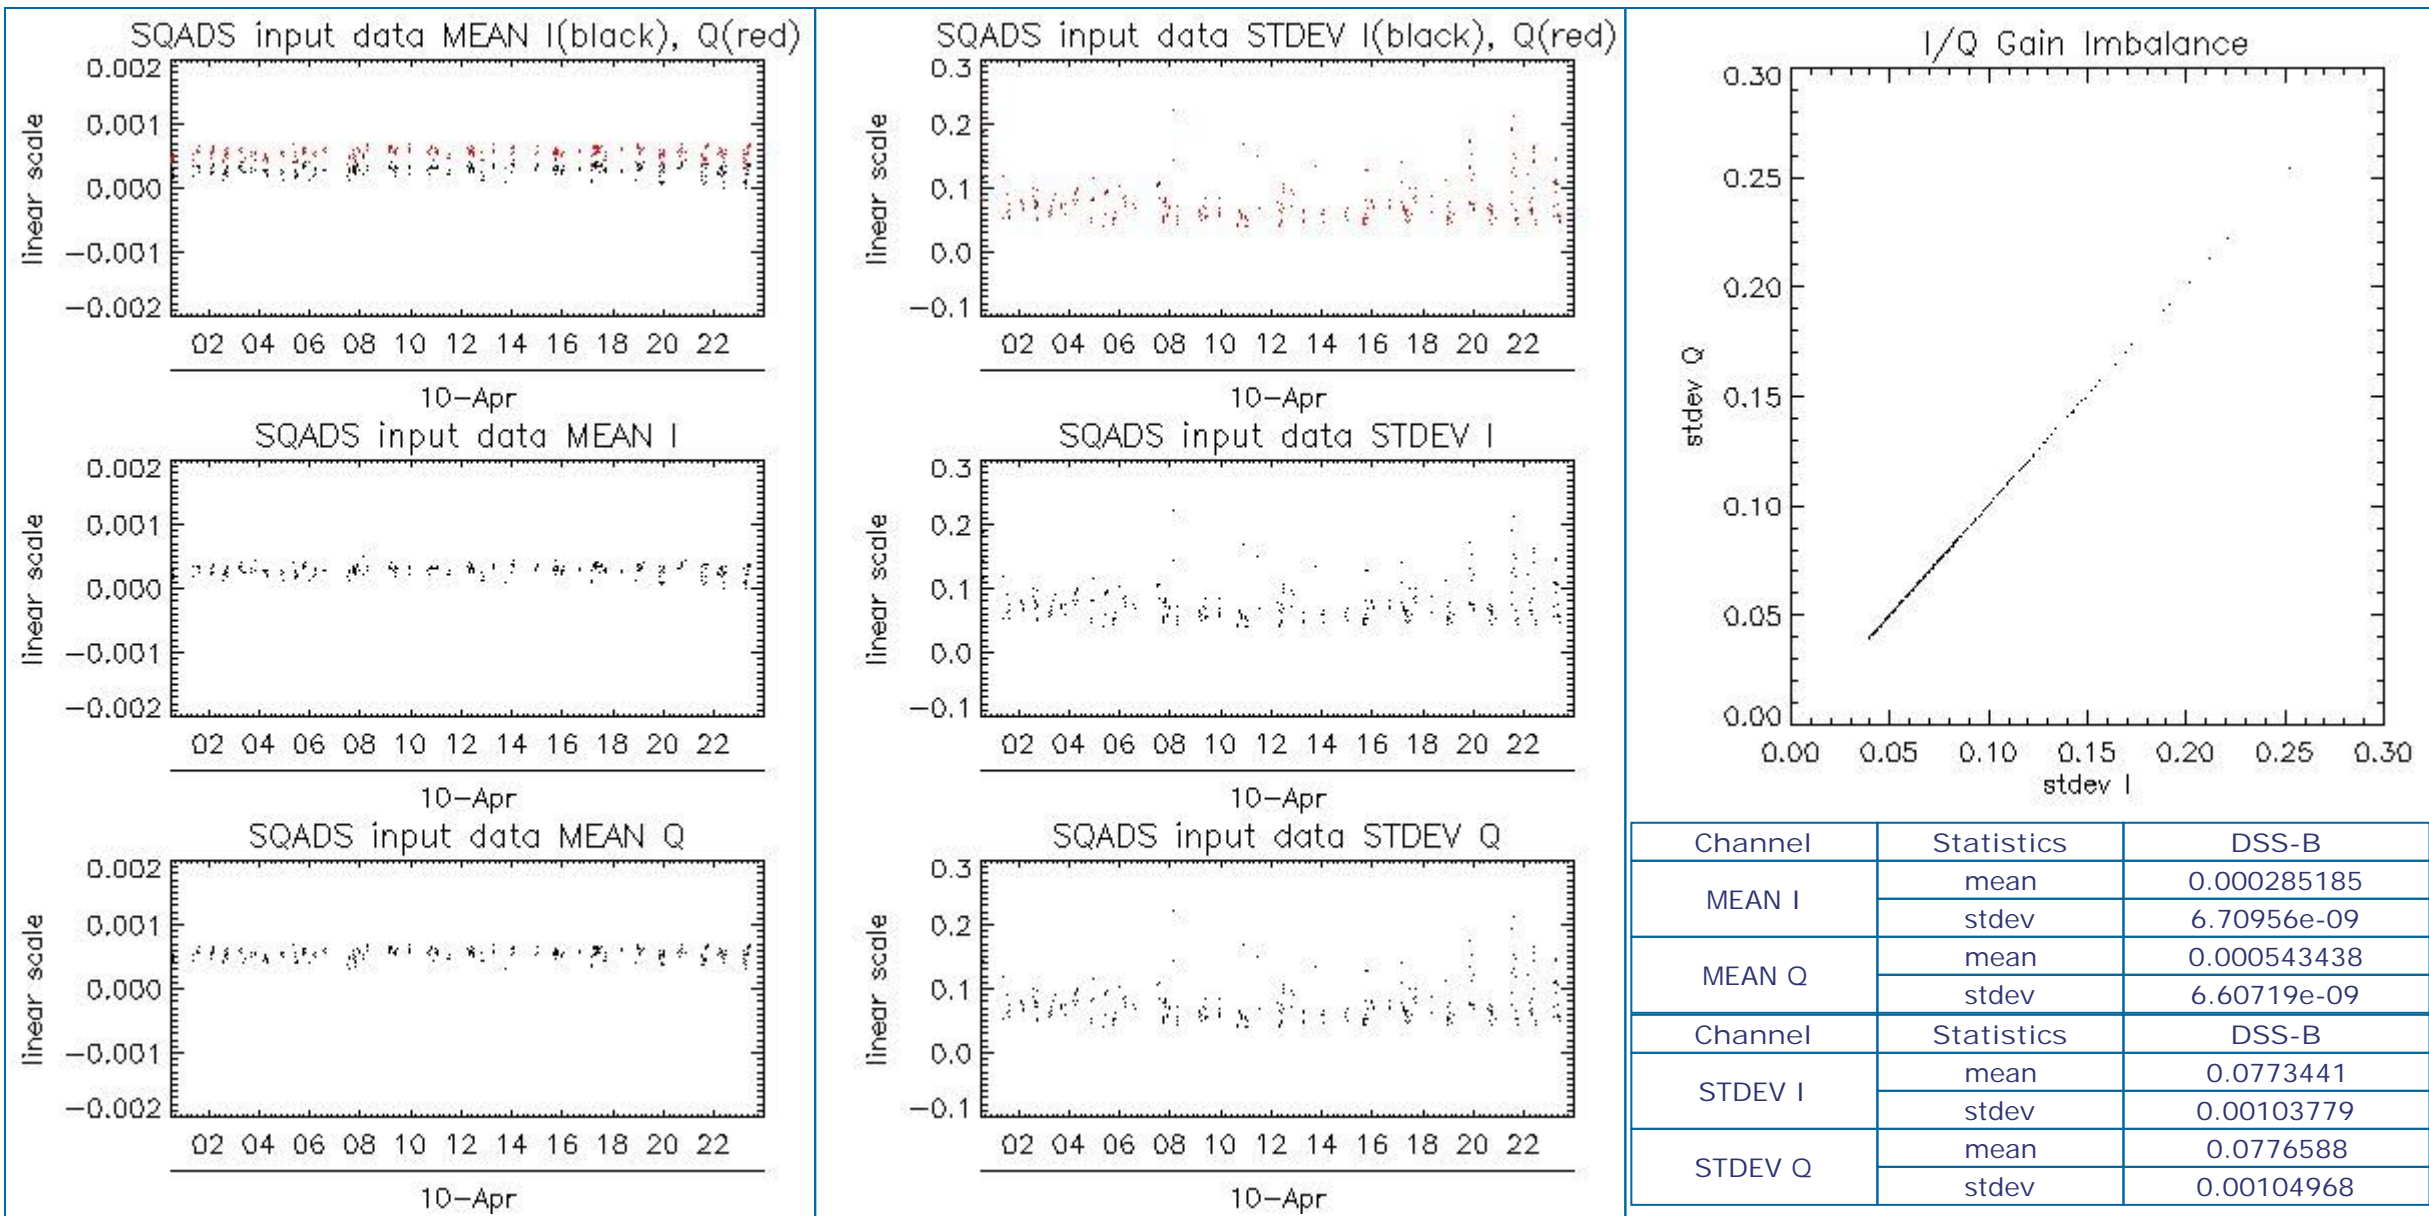 SQADS input data MEAN I(black), Q(red)
0.002
0.001
0.000
-0.001
-0.002
linear scale
02 04 06 08 10 12 14 16 18 20 22
10-Apr
SQADS input data MEAN I
0.002
0.001
0.000
-0.001
-0.002
linear scale
02 04 06 08 10 12 14 16 18 20 22
10-Apr
SQADS input data MEAN Q
0.002
0.001
0.000
-0.001
-0.002
linear scale
02 04 06 08 10 12 14 16 18 20 22
10-Apr
SQADS input data STDEV I(black), Q(red)
0.3
0.2
0.1
0.0
-0.1
linear scale
02 04 06 08 10 12 14 16 18 20 22
10-Apr
SQADS input data STDEV I
0.3
0.2
0.1
0.0
-0.1
linear scale
02 04 06 08 10 12 14 16 18 20 22
10-Apr
SQADS input data STDEV Q
0.3
0.2
0.1
0.0
-0.1
linear scale
02 04 06 08 10 12 14 16 18 20 22
10-Apr
I/Q Gain Imbalance
0.30
0.25
0.20
0.15
0.10
0.05
0.00
stdev Q
0.00 0.05 0.10 0.15 0.20 0.25 0.30
stdev I
Channel Statistics DSS-B
MEAN I mean 0.000285185
stdev 6.70956e-09
MEAN Q mean 0.000543438
stdev 6.60719e-09
Channel Statistics DSS-B
STDEV I mean 0.0773441
stdev 0.00103779
STDEV Q mean 0.0776588
stdev 0.00104968